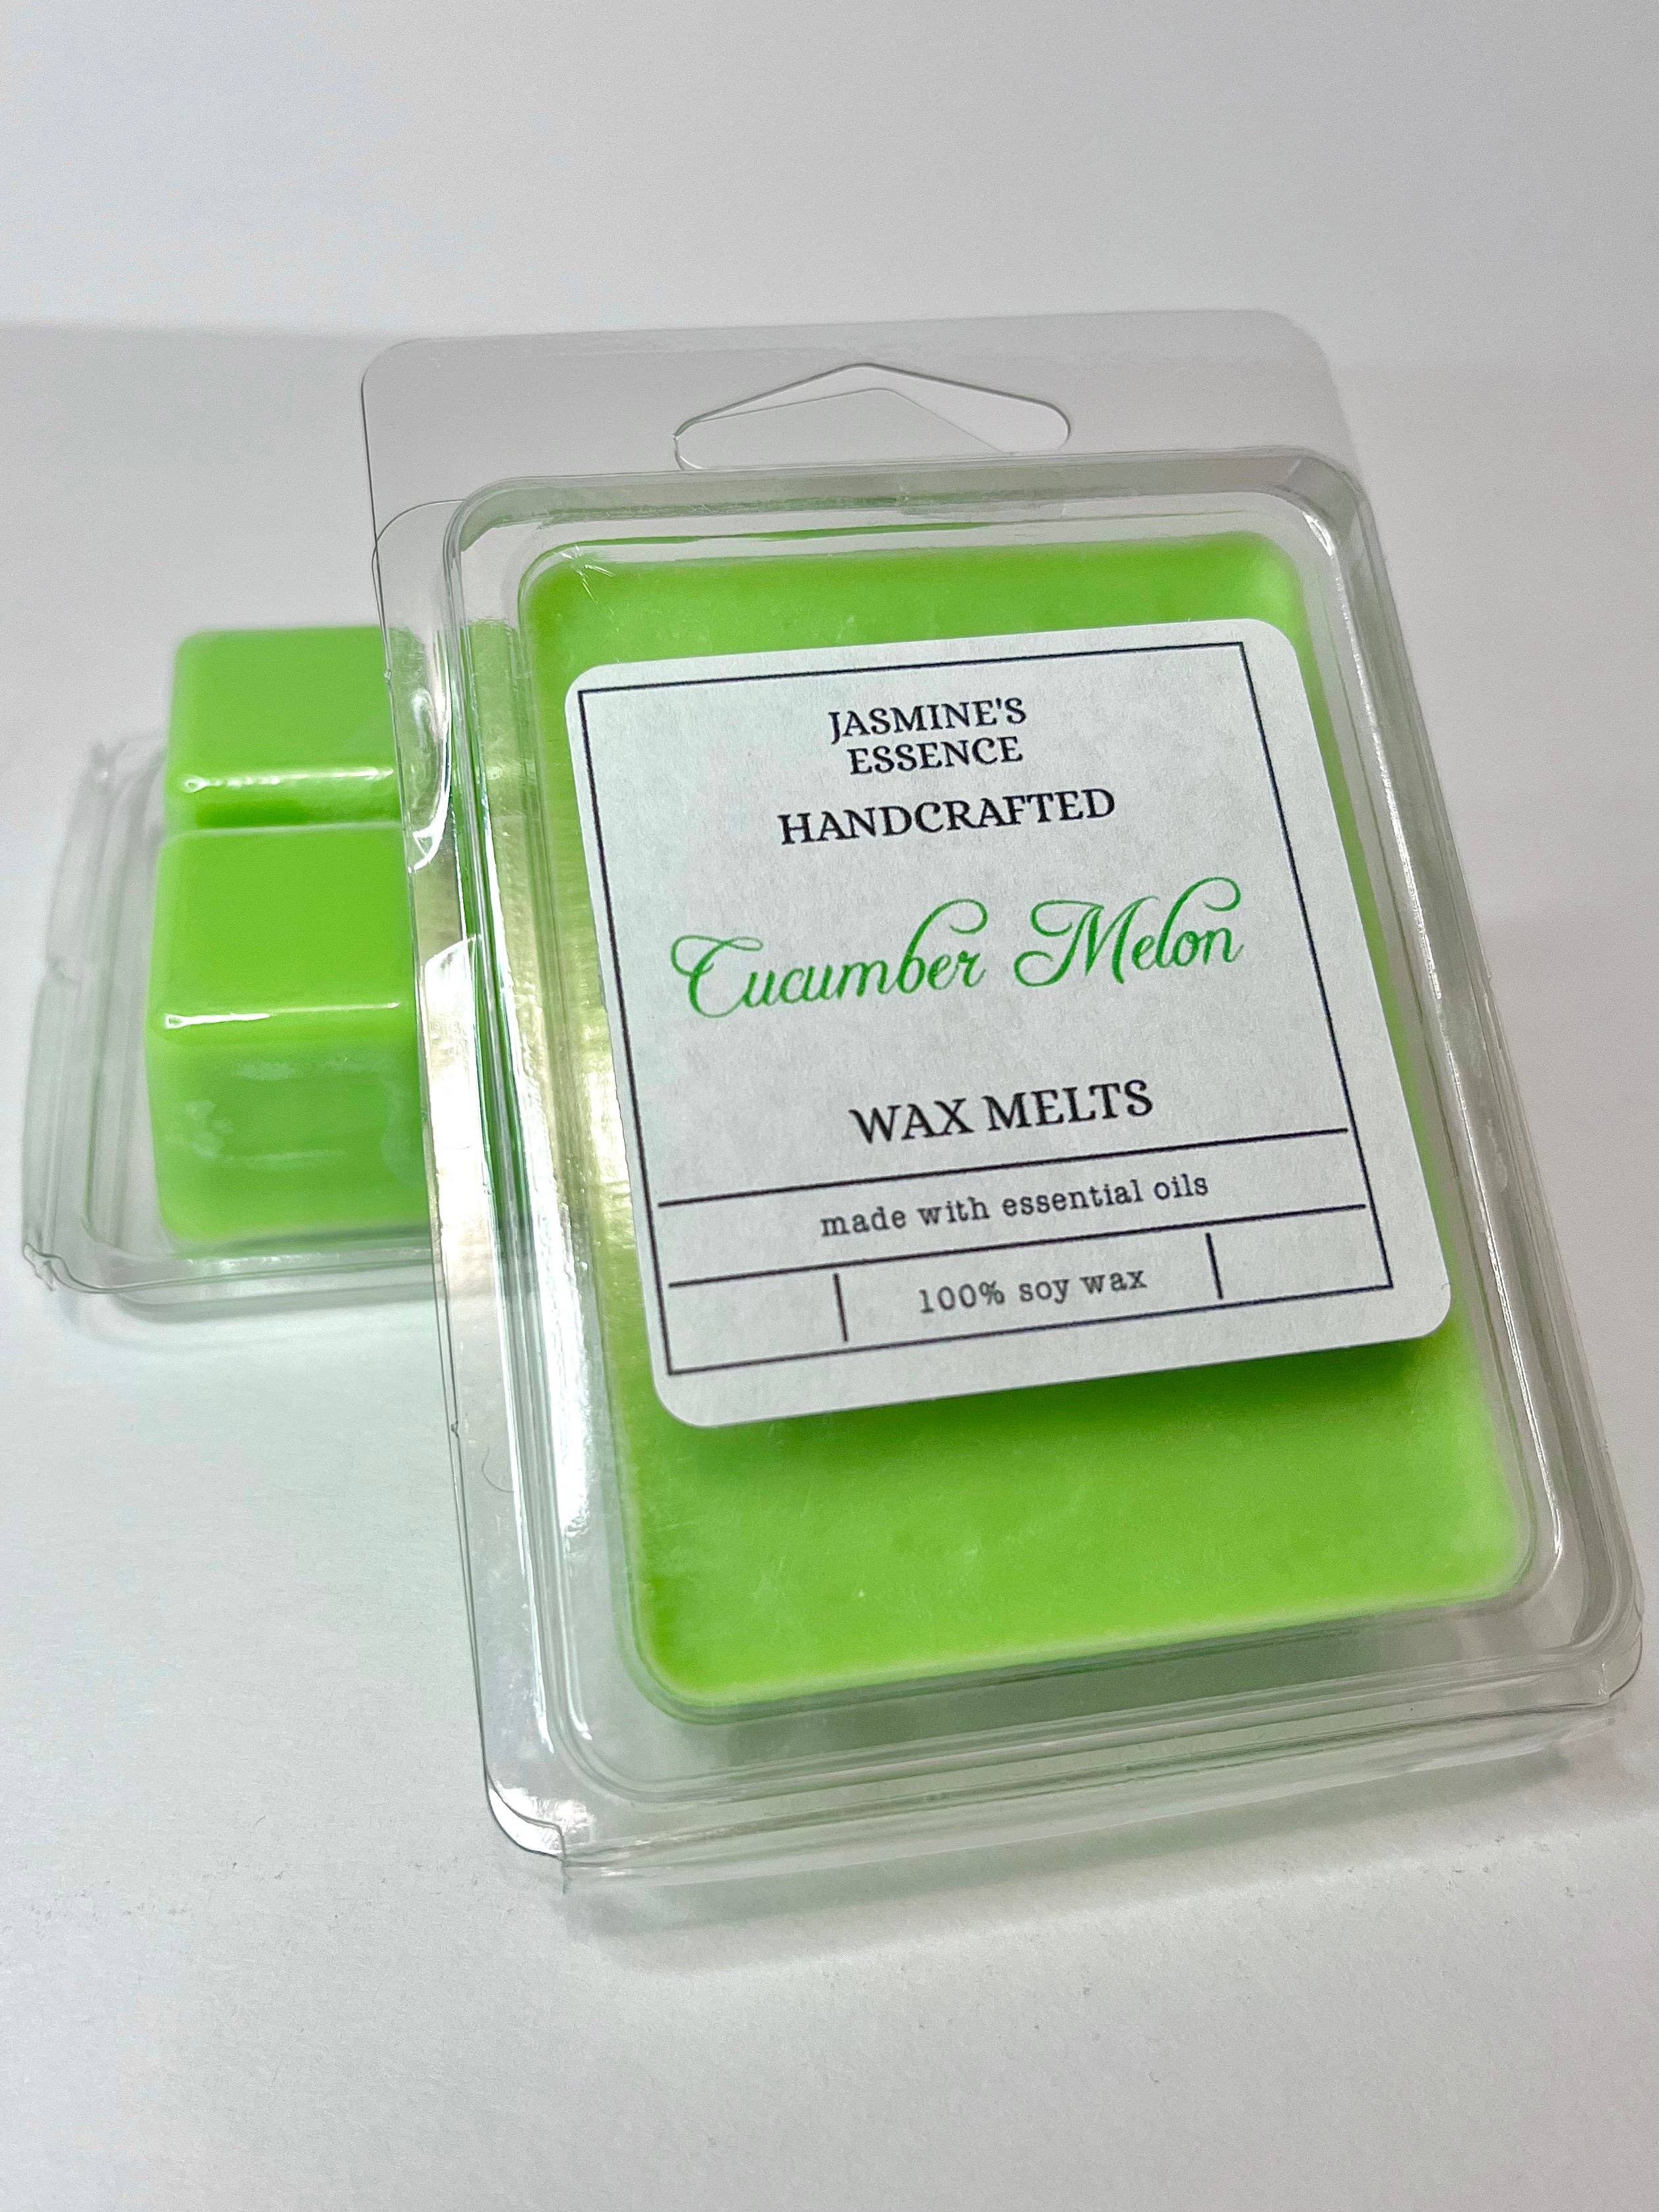 JASMINE'S
ESSENCE
HANDCRAFTED
Cucumber Melon
WAX MELTS
made with essential oils
100% soy wax